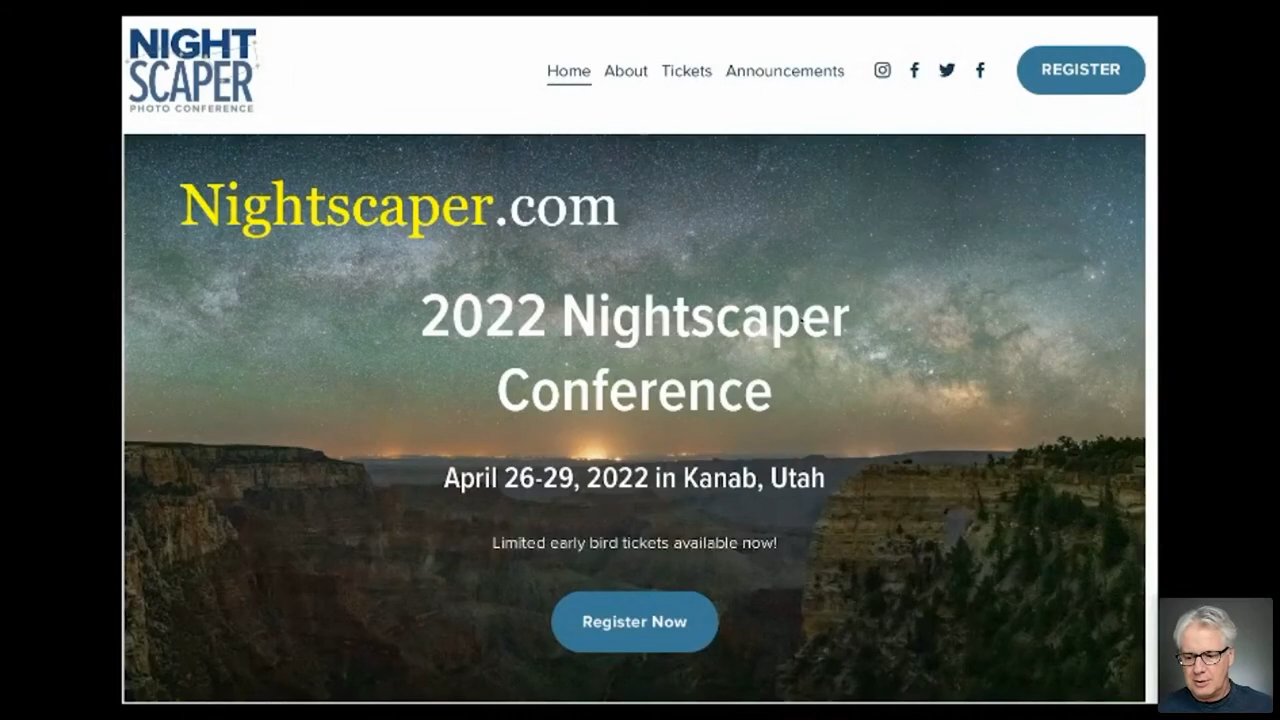 NIGHT
SCAPER
PHOTO CONFERENCE
Home About Tickets Announcements
REGISTER
Nightscaper.com
2022 Nightscaper
Conference
April 26-29, 2022 in Kanab, Utah
Limited early bird tickets available now!
Register Now